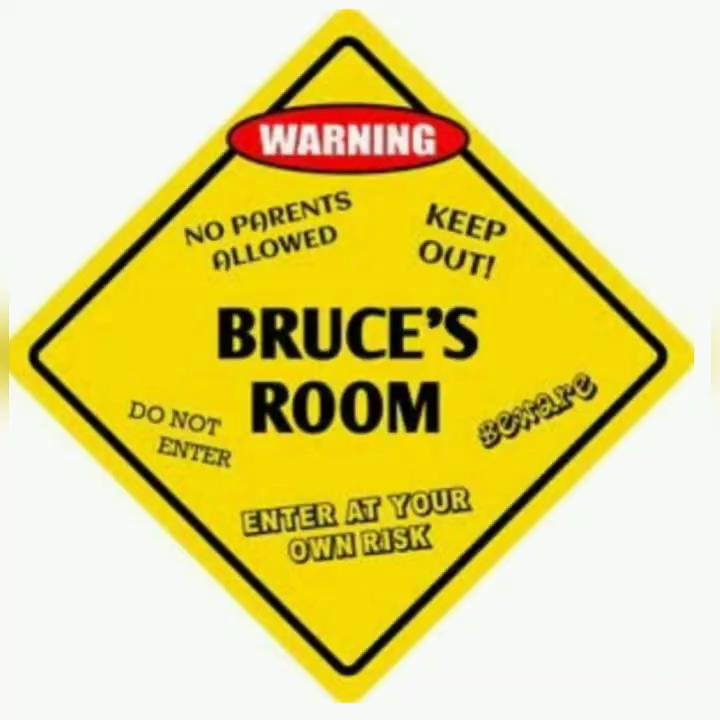 WARNING
NO PARENTS
ALLOWED
KEEP
OUT!
BRUCE'S
ROOM
DO NOT
ENTER
Beware
ENTER AT YOUR
OWN RISK